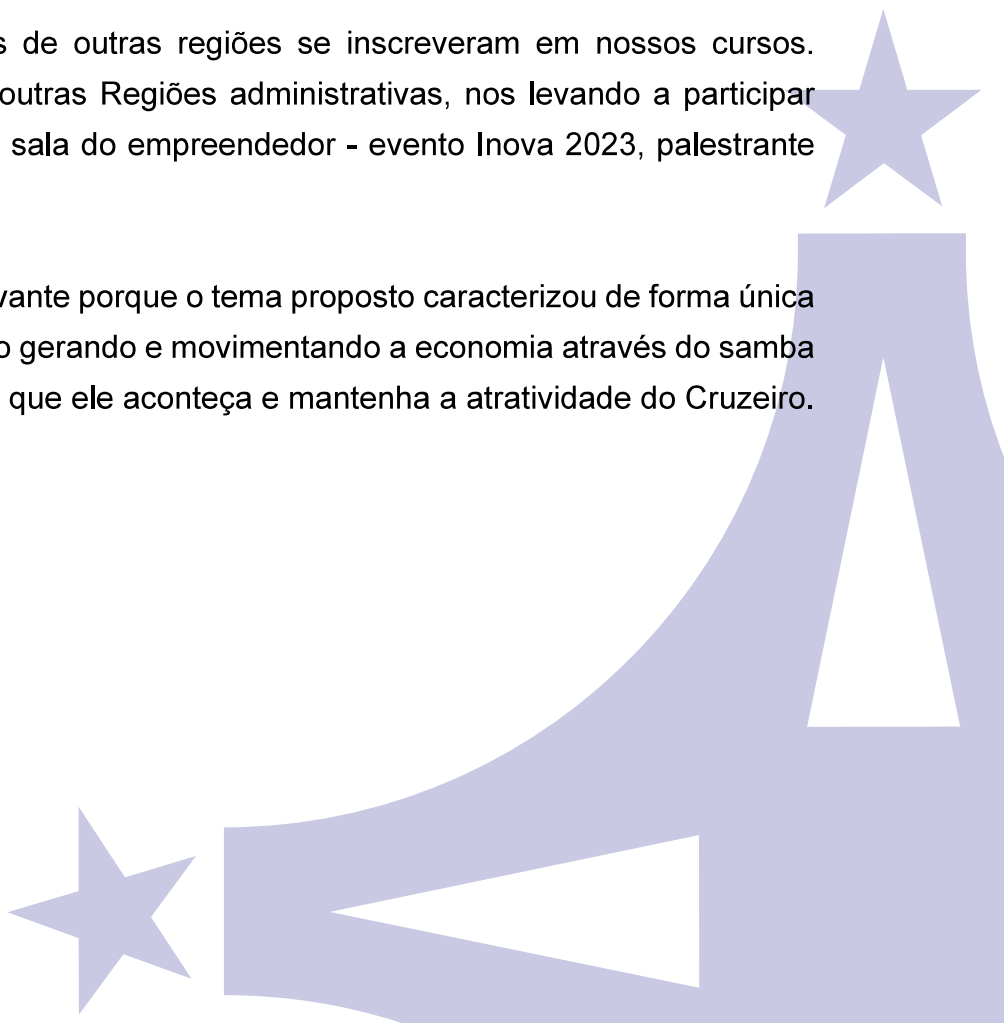 s de outras regiões se inscreveram em nossos cursos.
outras Regiões administrativas, nos levando a participar
sala do empreendedor - evento Inova 2023, palestrante
vante porque o tema proposto caracterizou de forma única
o gerando e movimentando a economia através do samba
que ele aconteça e mantenha a atratividade do Cruzeiro.